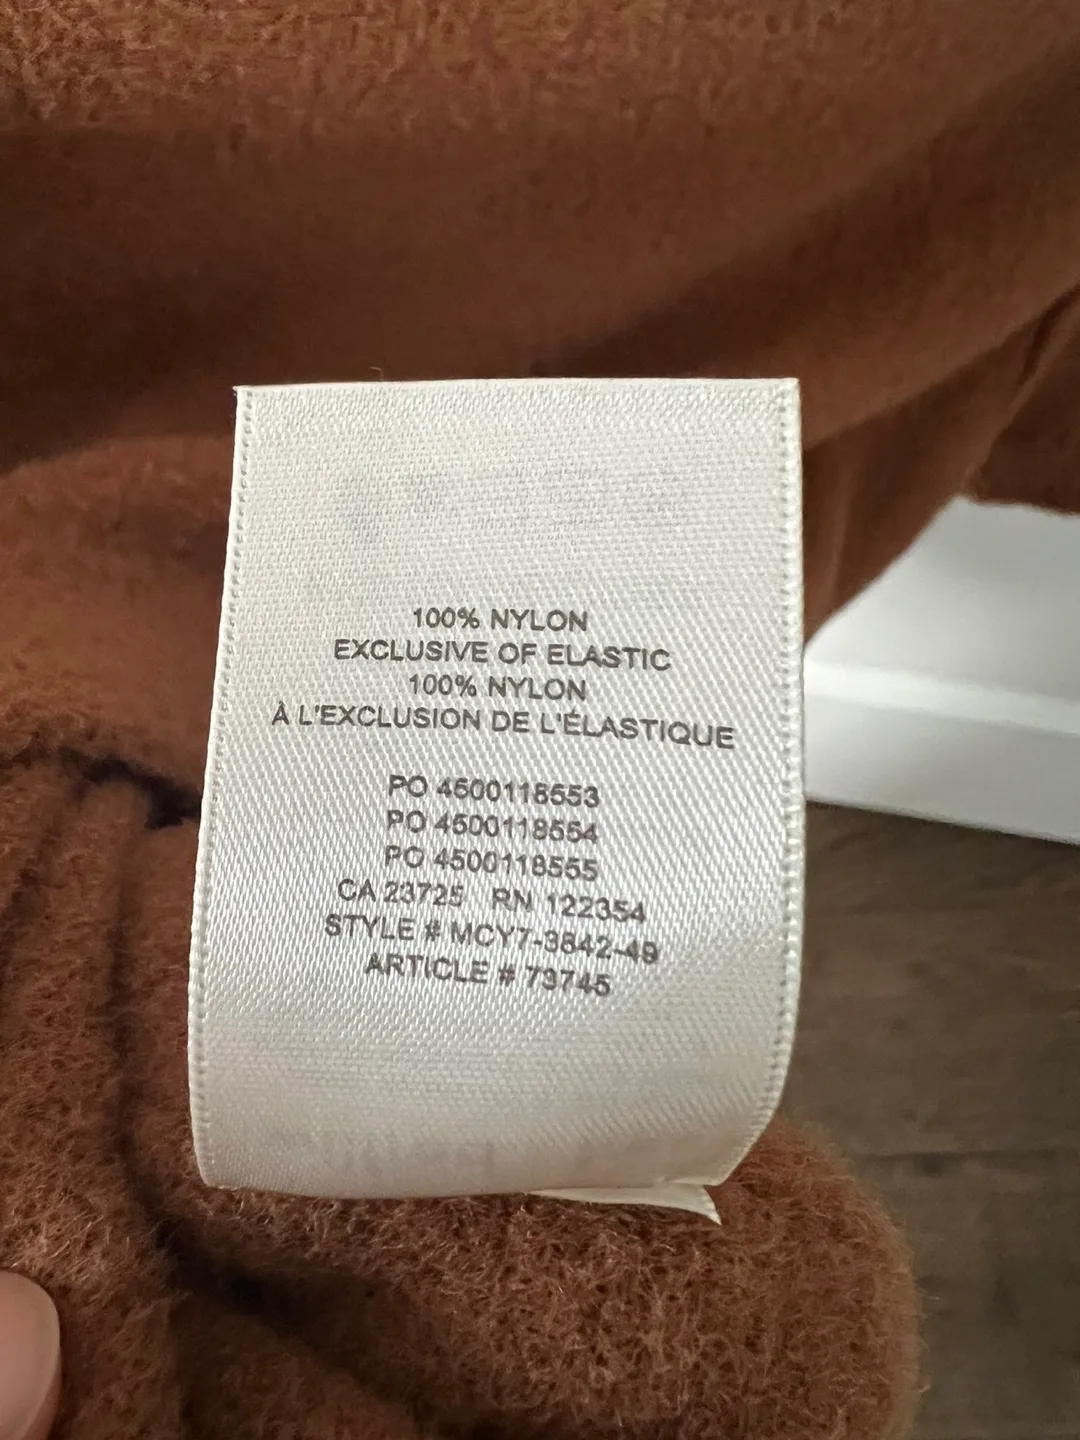 100% NYLON
EXCLUSIVE OF ELASTIC
100% NYLON
À L'EXCLUSION DE L'ÉLASTIQUE
PO 4500118553
PO 4500118554
PO 4500118555
CA 23725 RN 122354
STYLE # MCY7-3842-49
ARTICLE # 73745